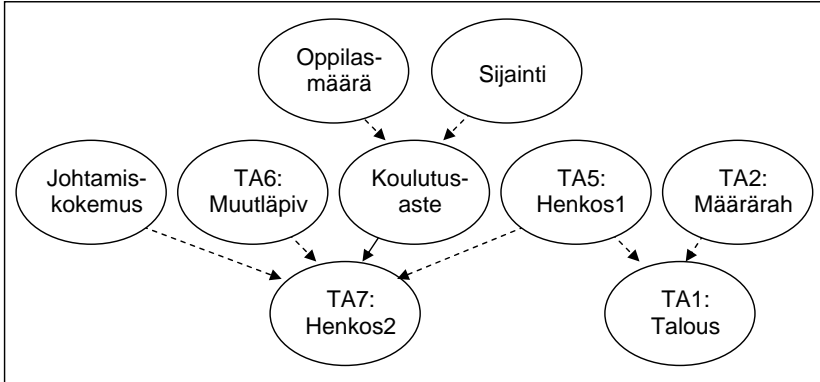 Oppilas-
määrä
Sijainti
Johtamis-
kokemus
TA6:
Muutläpiv
Koulutus-
aste
TA5:
Henkos1
TA2:
Määrärah
TA7:
Henkos2
TA1:
Talous